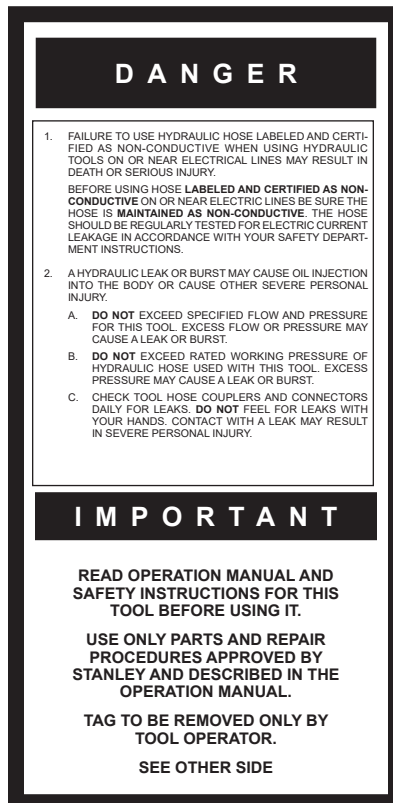 D A N G E R
1. FAILURE TO USE HYDRAULIC HOSE LABELED AND CERTI-
FIED AS NON-CONDUCTIVE WHEN USING HYDRAULIC
TOOLS ON OR NEAR ELECTRICAL LINES MAY RESULT IN
DEATH OR SERIOUS INJURY.
BEFORE USING HOSE LABELED AND CERTIFIED AS NON-
CONDUCTIVE ON OR NEAR ELECTRIC LINES BE SURE THE
HOSE IS MAINTAINED AS NON-CONDUCTIVE. THE HOSE
SHOULD BE REGULARLY TESTED FOR ELECTRIC CURRENT
LEAKAGE IN ACCORDANCE WITH YOUR SAFETY DEPART-
MENT INSTRUCTIONS.
2. A HYDRAULIC LEAK OR BURST MAY CAUSE OIL INJECTION
INTO THE BODY OR CAUSE OTHER SEVERE PERSONAL
INJURY.
A. DO NOT EXCEED SPECIFIED FLOW AND PRESSURE
FOR THIS TOOL. EXCESS FLOW OR PRESSURE MAY
CAUSE A LEAK OR BURST.
B. DO NOT EXCEED RATED WORKING PRESSURE OF
HYDRAULIC HOSE USED WITH THIS TOOL. EXCESS
PRESSURE MAY CAUSE A LEAK OR BURST.
C. CHECK TOOL HOSE COUPLERS AND CONNECTORS
DAILY FOR LEAKS. DO NOT FEEL FOR LEAKS WITH
YOUR HANDS. CONTACT WITH A LEAK MAY RESULT
IN SEVERE PERSONAL INJURY.
I M P O R T A N T
READ OPERATION MANUAL AND
SAFETY INSTRUCTIONS FOR THIS
TOOL BEFORE USING IT.
USE ONLY PARTS AND REPAIR
PROCEDURES APPROVED BY
STANLEY AND DESCRIBED IN THE
OPERATION MANUAL.
TAG TO BE REMOVED ONLY BY
TOOL OPERATOR.
SEE OTHER SIDE